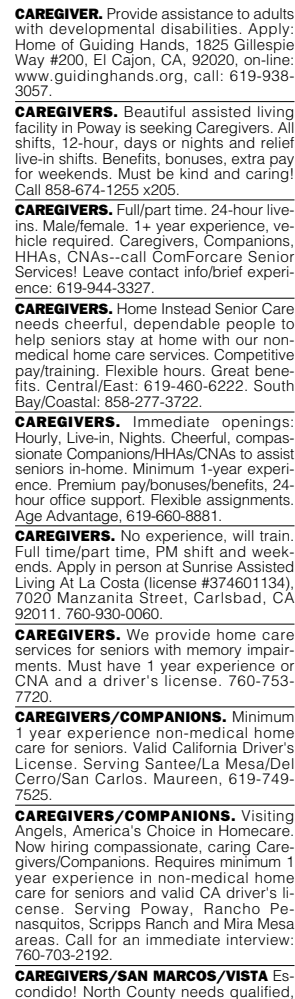 CAREGIVER. Provide assistance to adults
with developmental disabilities. Apply:
Home of Guiding Hands, 1825 Gillespie
Way #200, El Cajon, CA, 92020, on-line:
www.guidinghands.org, call: 619-938-
3057.
CAREGIVERS. Beautiful assisted living
facility in Poway is seeking Caregivers. All
shifts, 12-hour, days or nights and relief
live-in shifts. Benefits, bonuses, extra pay
for weekends. Must be kind and caring!
Call 858-674-1255 x205.
CAREGIVERS. Full/part time. 24-hour live-
ins. Male/female. 1+ year experience, ve-
hicle required. Caregivers, Companions,
HHAs, CNAs--call ComForcare Senior
Services! Leave contact info/brief experi-
ence: 619-944-3327.
CAREGIVERS. Home Instead Senior Care
needs cheerful, dependable people to
help seniors stay at home with our non-
medical home care services. Competitive
pay/training. Flexible hours. Great bene-
fits. Central/East: 619-460-6222. South
Bay/Coastal: 858-277-3722.
CAREGIVERS. Immediate openings:
Hourly, Live-in, Nights. Cheerful, compas-
sionate Companions/HHAs/CNAs to assist
seniors in-home. Minimum 1-year experi-
ence. Premium pay/bonuses/benefits, 24-
hour office support. Flexible assignments.
Age Advantage, 619-660-8881.
CAREGIVERS. No experience, will train.
Full time/part time, PM shift and week-
ends. Apply in person at Sunrise Assisted
Living At La Costa (license #374601134),
7020 Manzanita Street, Carlsbad, CA
92011. 760-930-0060.
CAREGIVERS. We provide home care
services for seniors with memory impair-
ments. Must have 1 year experience or
CNA and a driver's license. 760-753-
7720.
CAREGIVERS/COMPANIONS. Minimum
1 year experience non-medical home
care for seniors. Valid California Driver's
License. Serving Santee/La Mesa/Del
Cerro/San Carlos. Maureen, 619-749-
7525.
CAREGIVERS/COMPANIONS. Visiting
Angels, America's Choice in Homecare.
Now hiring compassionate, caring Care-
givers/Companions. Requires minimum 1
year experience in non-medical home
care for seniors and valid CA driver's li-
cense. Serving Poway, Rancho Pe-
nasquitos, Scripps Ranch and Mira Mesa
areas. Call for an immediate interview:
760-703-2192.
CAREGIVERS/SAN MARCOS/VISTA Es-
condido! North County needs qualified,